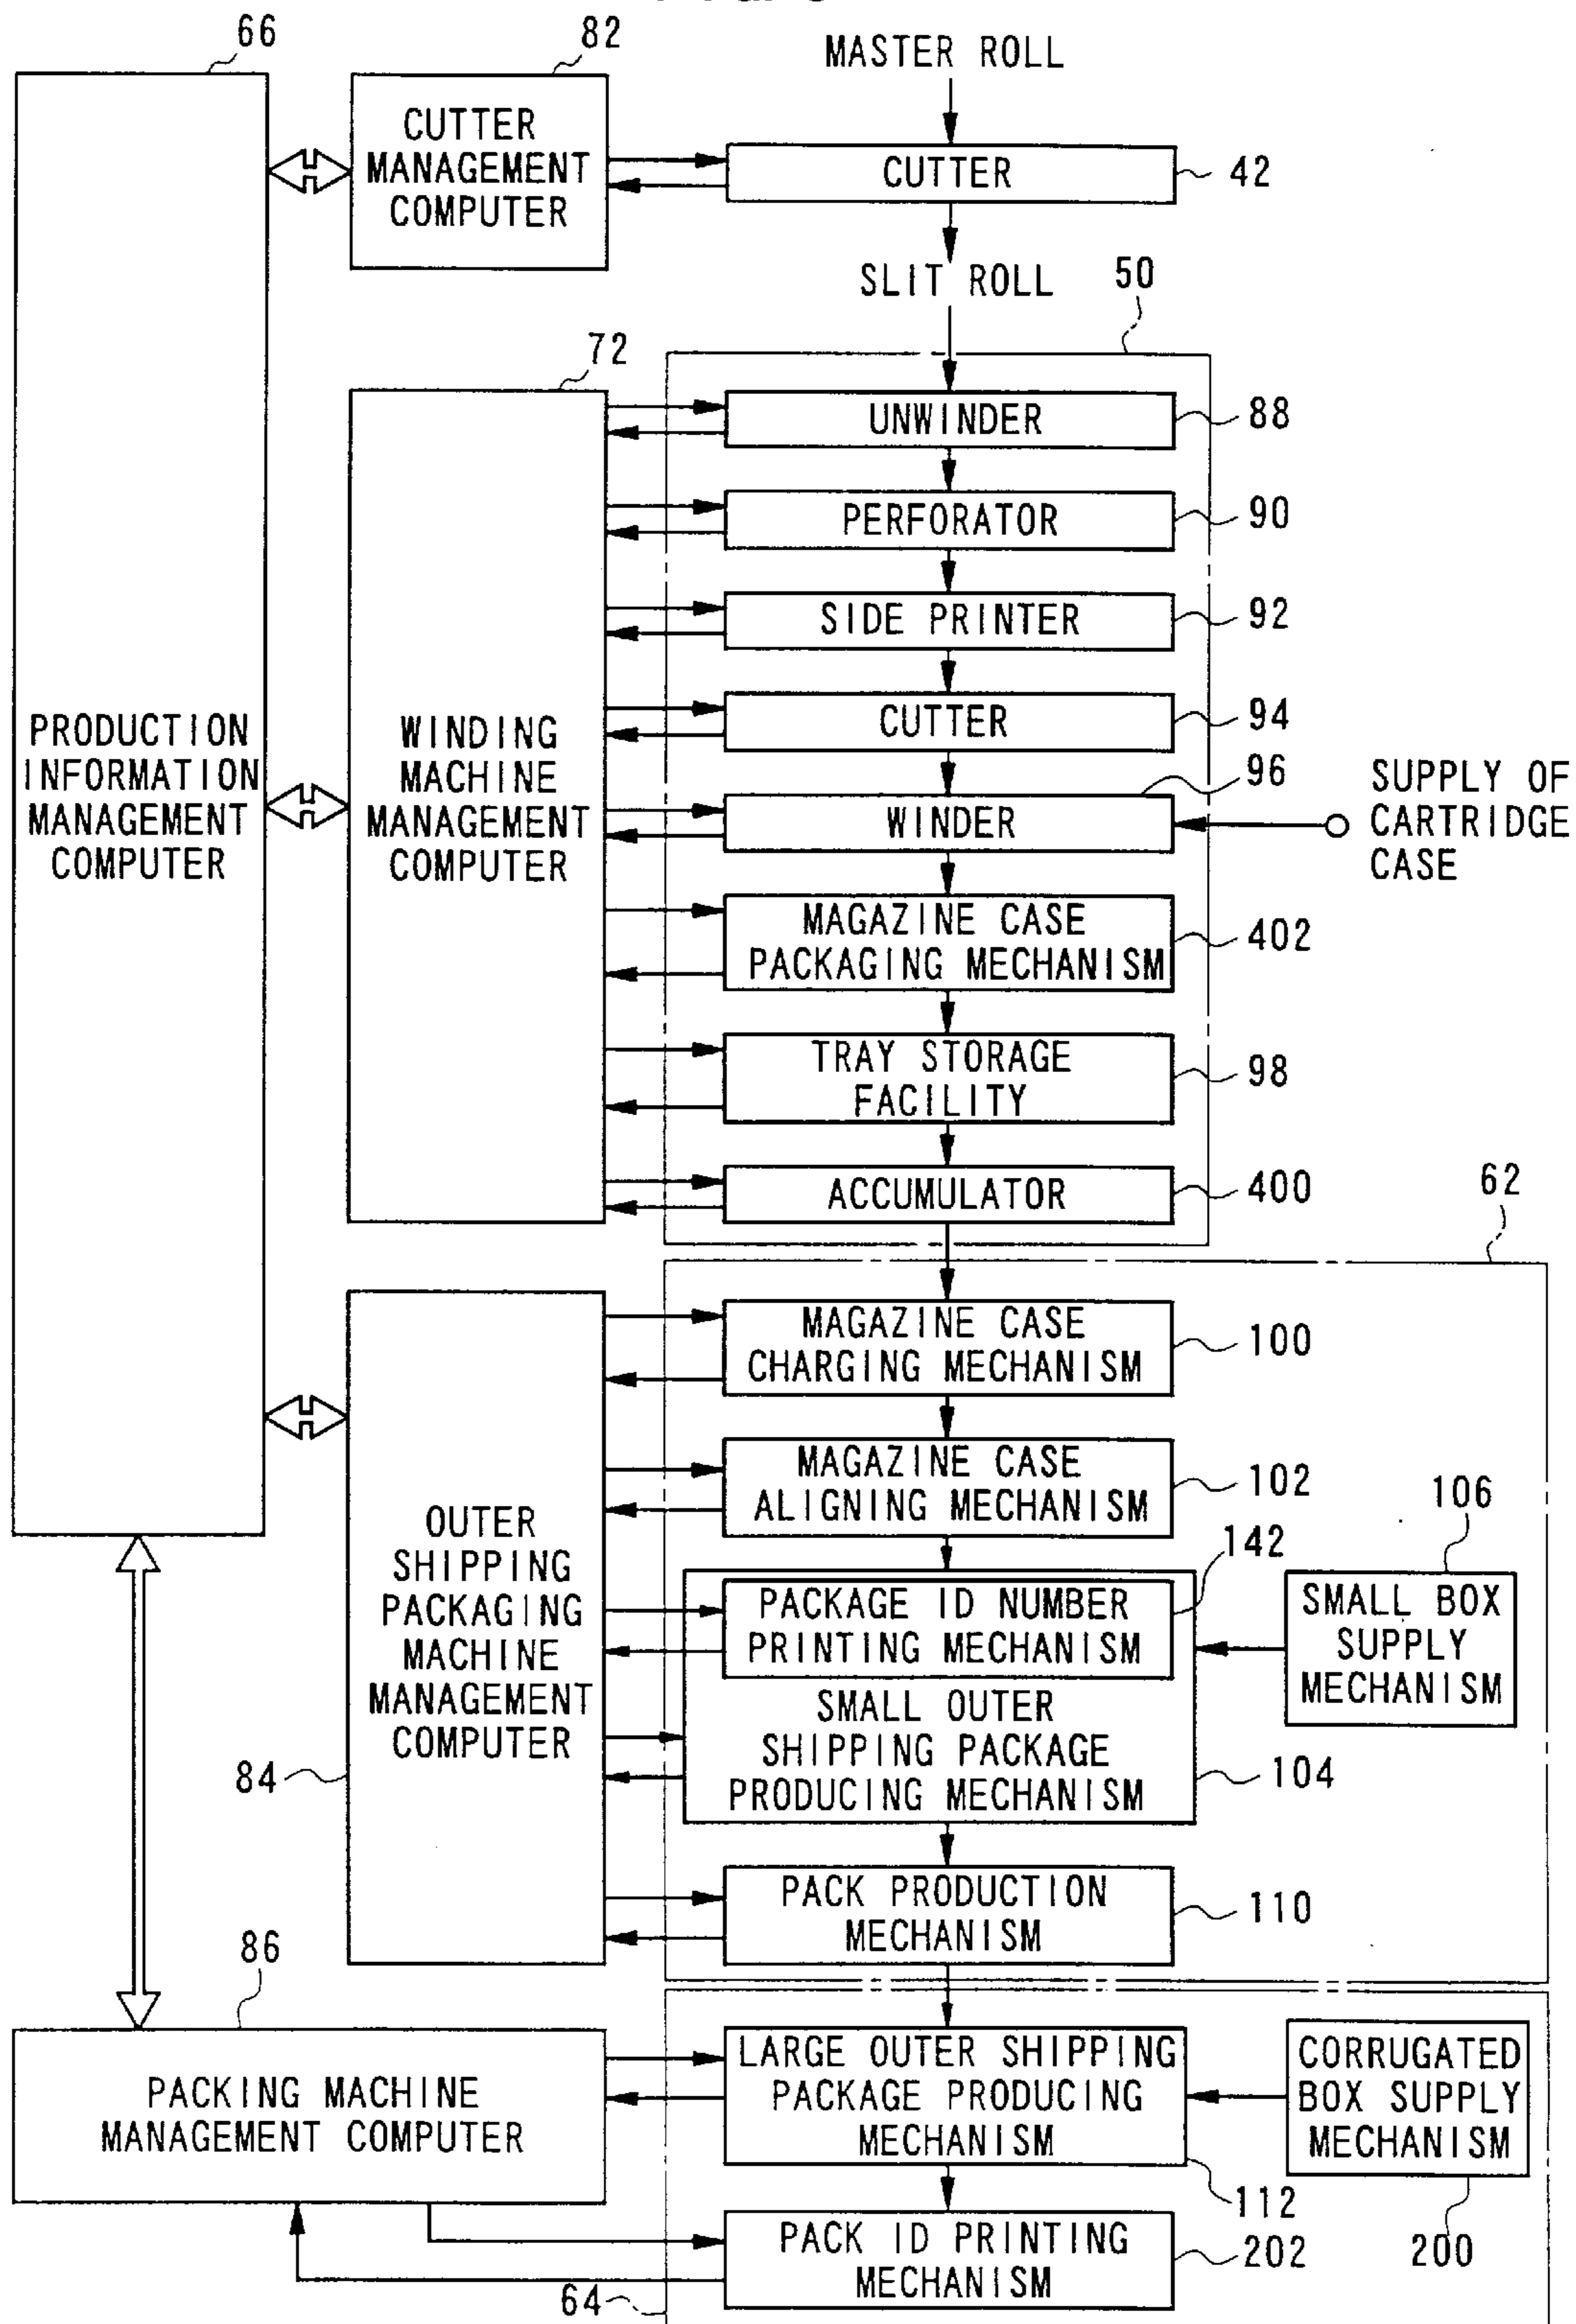 66
82
MASTER ROLL
CUTTER
MANAGEMENT
COMPUTER
CUTTER
42
SLIT ROLL
50
72
UNWINDER
88
PERFORATOR
90
SIDE PRINTER
92
CUTTER
94
PRODUCTION
INFORMATION
MANAGEMENT
COMPUTER
WINDING
MACHINE
MANAGEMENT
COMPUTER
96
WINDER
SUPPLY OF
CARTRIDGE
CASE
MAGAZINE CASE
PACKAGING MECHANISM
402
TRAY STORAGE
FACILITY
98
ACCUMULATOR
400
62
MAGAZINE CASE
CHARGING MECHANISM
100
MAGAZINE CASE
ALIGNING MECHANISM
102
106
142
OUTER
SHIPPING
PACKAGING
MACHINE
MANAGEMENT
COMPUTER
84
PACKAGE ID NUMBER
PRINTING MECHANISM
SMALL BOX
SUPPLY
MECHANISM
SMALL OUTER
SHIPPING PACKAGE
PRODUCING MECHANISM
104
PACK PRODUCTION
MECHANISM
110
86
PACKING MACHINE
MANAGEMENT COMPUTER
LARGE OUTER SHIPPING
PACKAGE PRODUCING
MECHANISM
CORRUGATED
BOX SUPPLY
MECHANISM
112
PACK ID PRINTING
MECHANISM
202
200
64